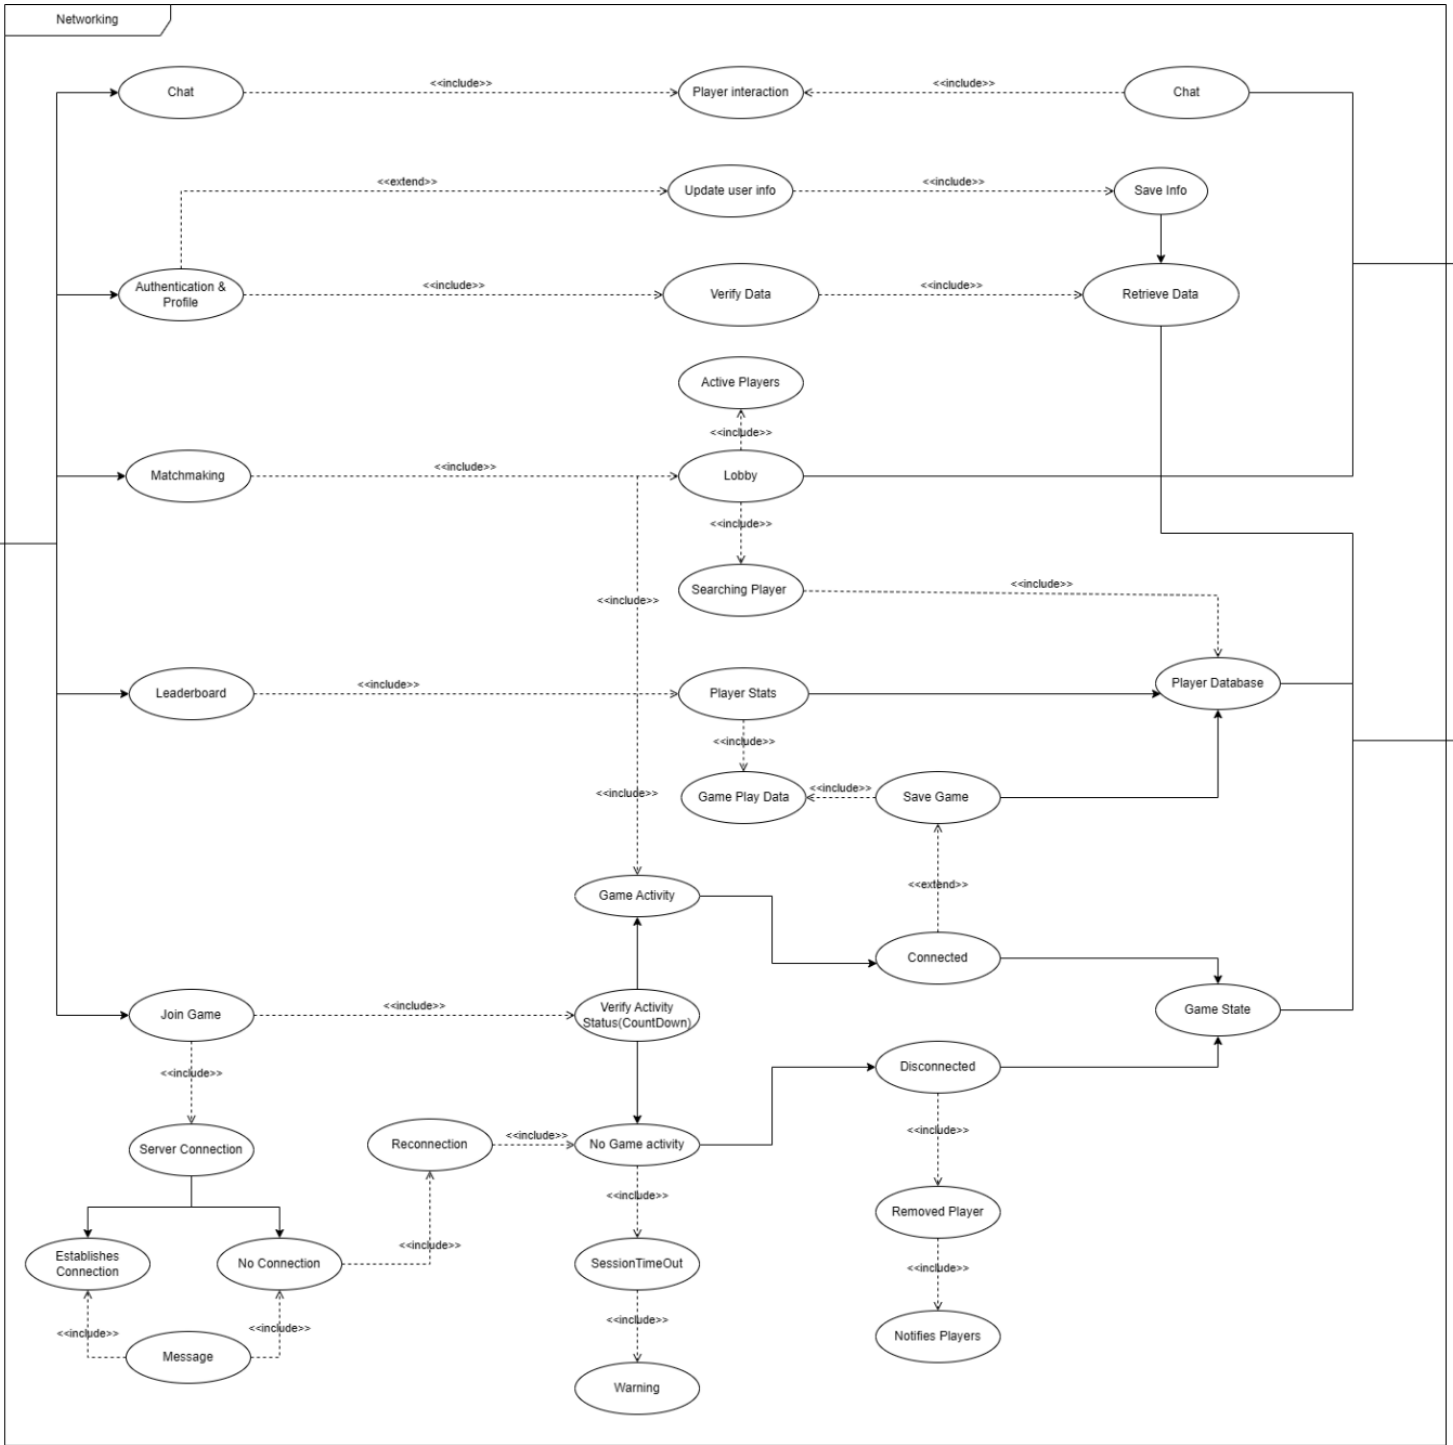 Networking
Chat
<<include>>
Player interaction
<<include>>
Chat
<<extend>>
Update user info
<<include>>
Save Info
Authentication &
Profile
<<include>>
Verify Data
<<include>>
Retrieve Data
Active Players
<<include>>
Matchmaking
<<include>>
Lobby
<<include>>
Searching Player
<<include>>
<<include>>
Leaderboard
<<include>>
Player Stats
Player Database
<<include>>
Game Play Data
<<include>>
Save Game
<<include>>
Game Activity
<<extend>>
Connected
Join Game
<<include>>
Verify Activity
Status(CountDown)
Game State
<<include>>
Disconnected
Server Connection
Reconnection
<<include>>
No Game activity
<<include>>
<<include>>
Removed Player
Establishes
Connection
No Connection
<<include>>
SessionTimeOut
<<include>>
<<include>>
<<include>>
Message
<<include>>
Notifies Players
Warning